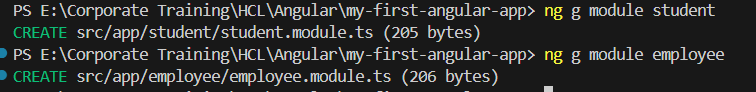 PS E:\Corporate Training\HCL\Angular\my-first-angular-app> ng g module student
CREATE src/app/student/student.module.ts (205 bytes)
PS E:\Corporate Training\HCL\Angular\my-first-angular-app> ng g module employee
CREATE src/app/employee/employee.module.ts (206 bytes)